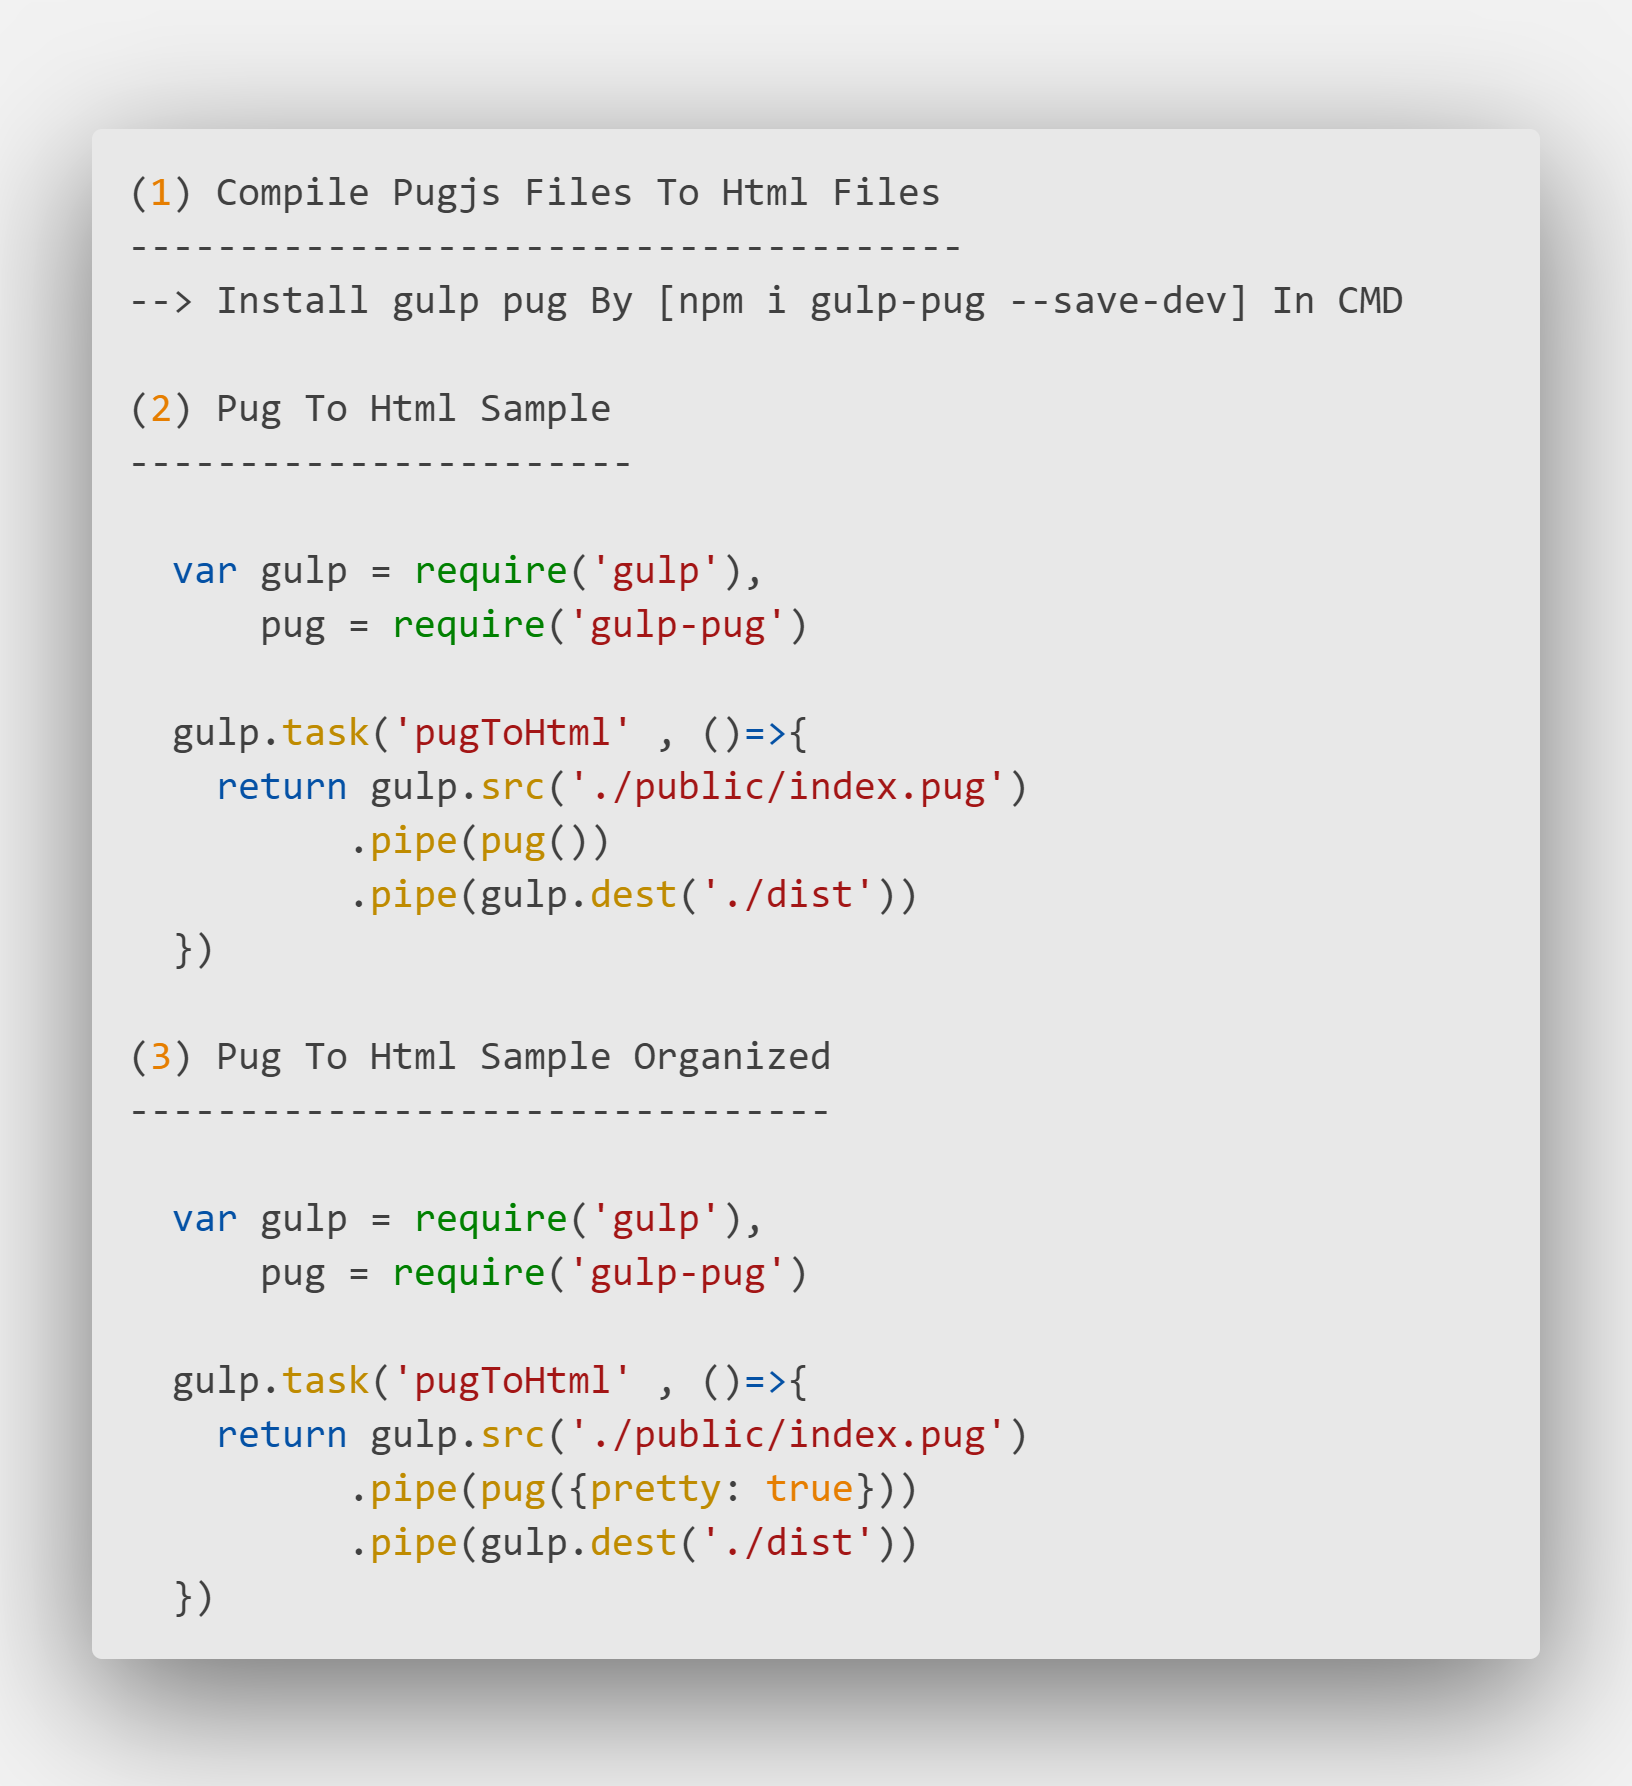 (1) Compile Pugjs Files To Html Files
--------------------------------------
--> Install gulp pug By [npm i gulp-pug --save-dev] In CMD
(2) Pug To Html Sample
-----------------------
var gulp = require('gulp'),
pug = require('gulp-pug')
gulp.task('pugToHtml' , ()=>{
return gulp.src('./public/index.pug')
.pipe(pug())
.pipe(gulp.dest('./dist'))
})
(3) Pug To Html Sample Organized
--------------------------------
var gulp = require('gulp'),
pug = require('gulp-pug')
gulp.task('pugToHtml' , ()=>{
return gulp.src('./public/index.pug')
.pipe(pug({pretty: true}))
.pipe(gulp.dest('./dist'))
})